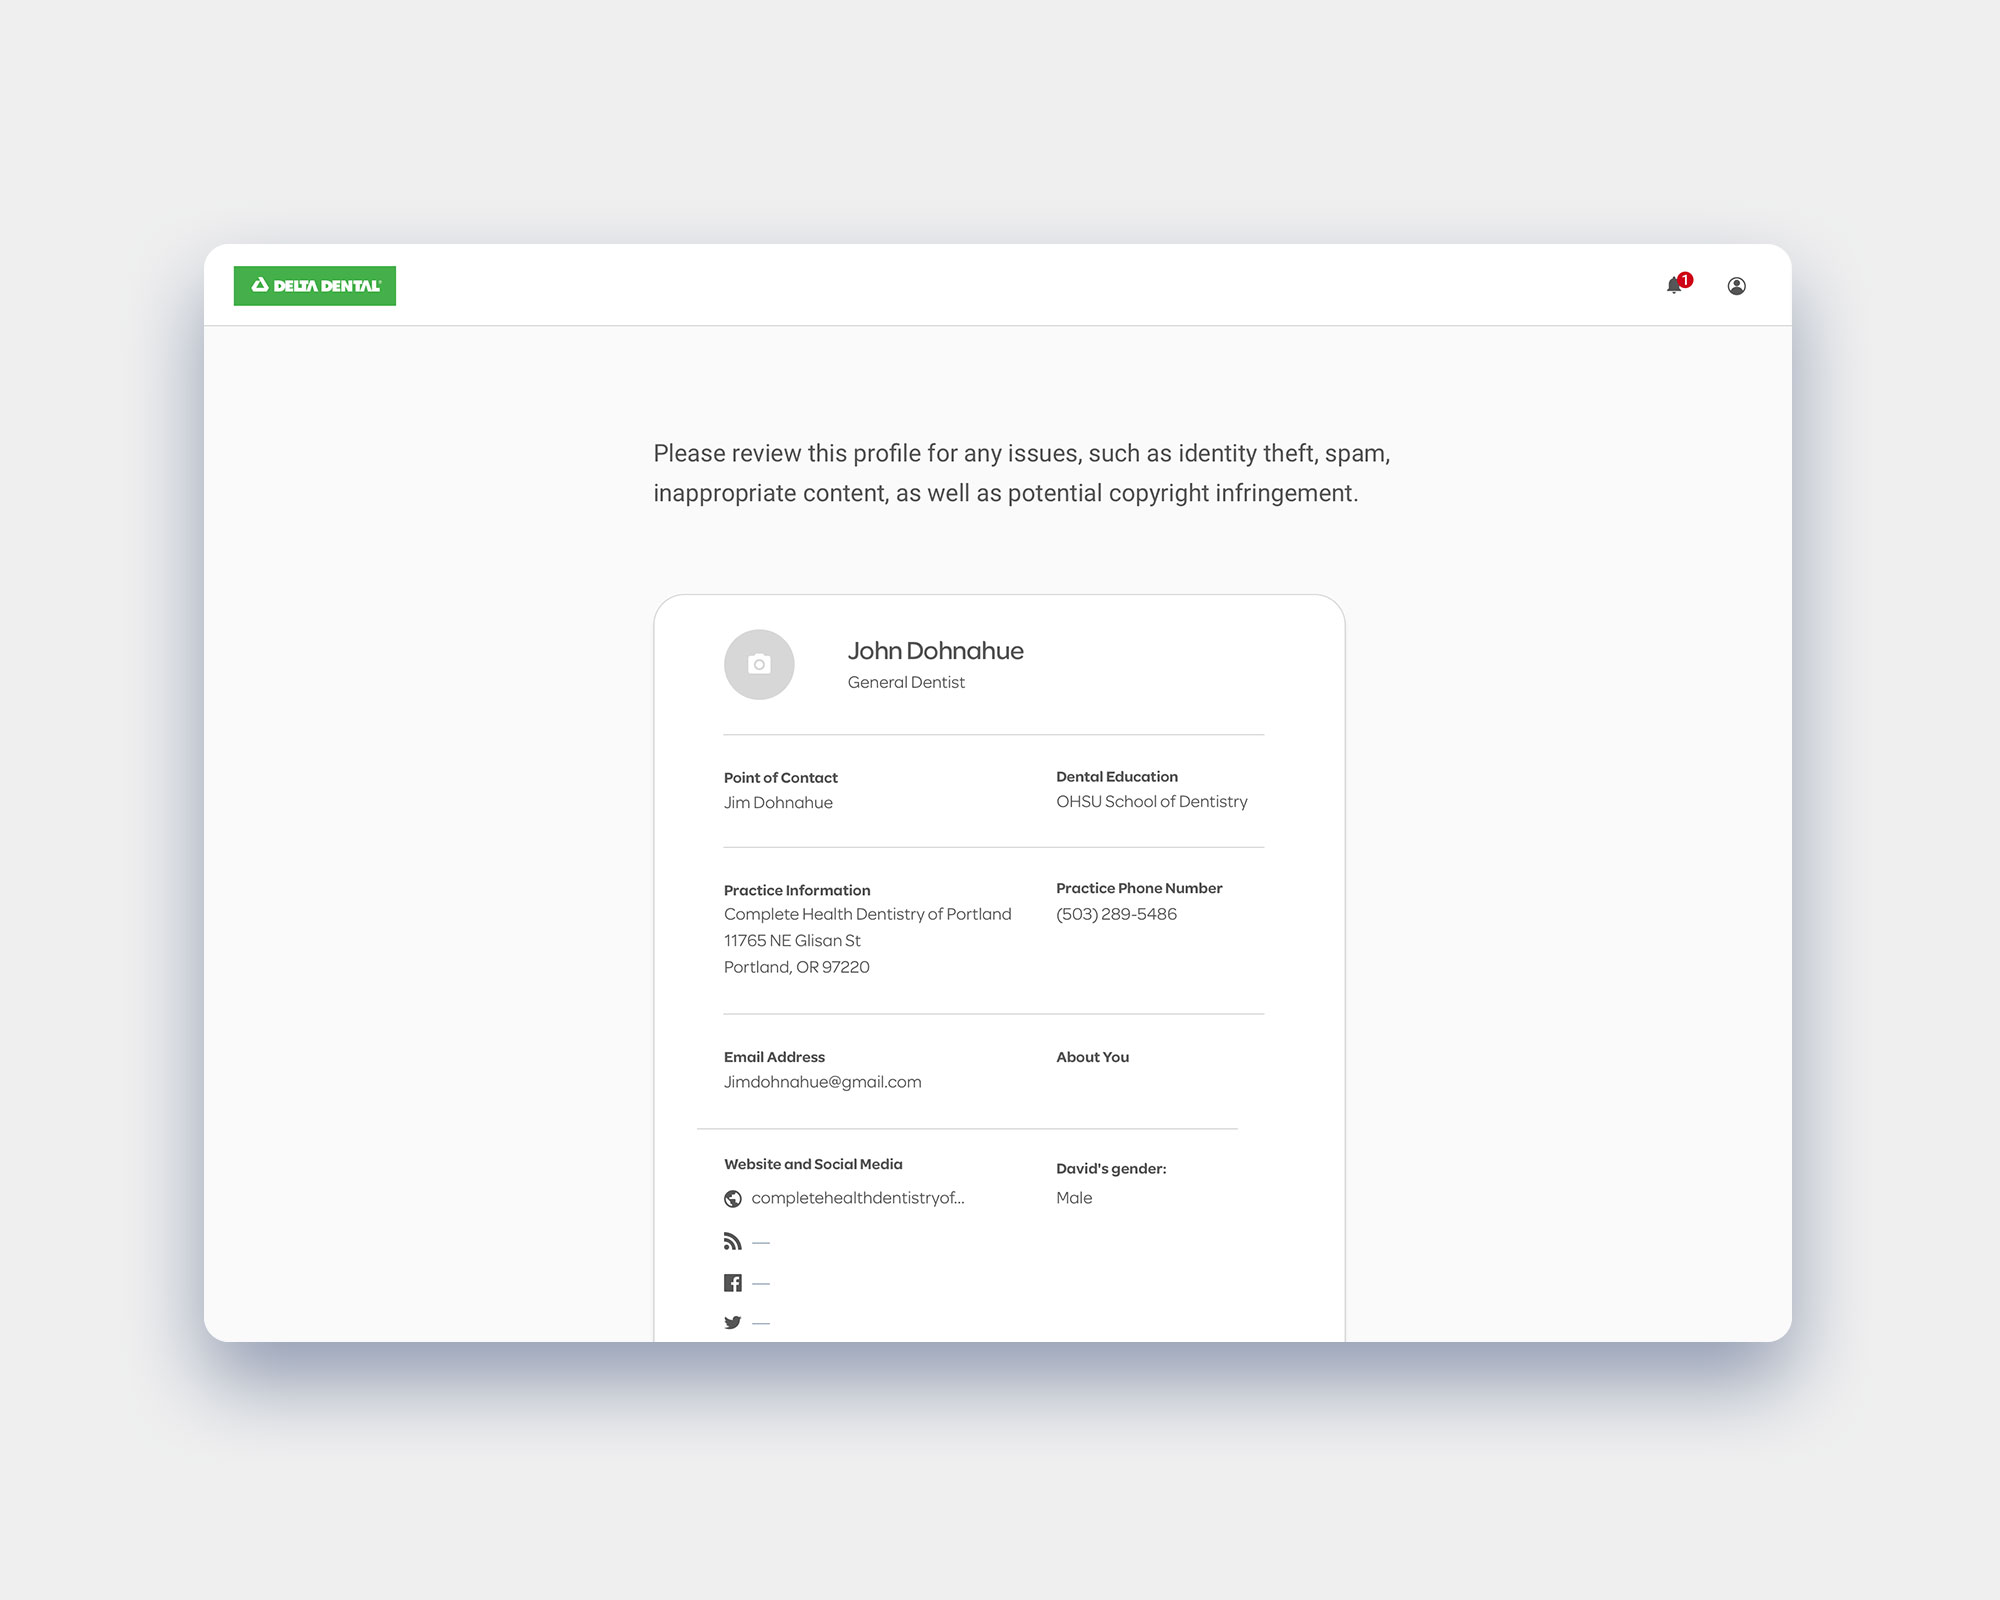 DELTA DENTAL
1
Please review this profile for any issues, such as identity theft, spam,
inappropriate content, as well as potential copyright infringement.
John Dohnahue
General Dentist
Point of Contact
Jim Dohnahue
Dental Education
OHSU School of Dentistry
Practice Information
Complete Health Dentistry of Portland
11765 NE Glisan St
Portland, OR 97220
Practice Phone Number
(503) 289-5486
Email Address
Jimdohnahue@gmail.com
About You
Website and Social Media
completehealthdentistryof...
—
—
—
David's gender:
Male